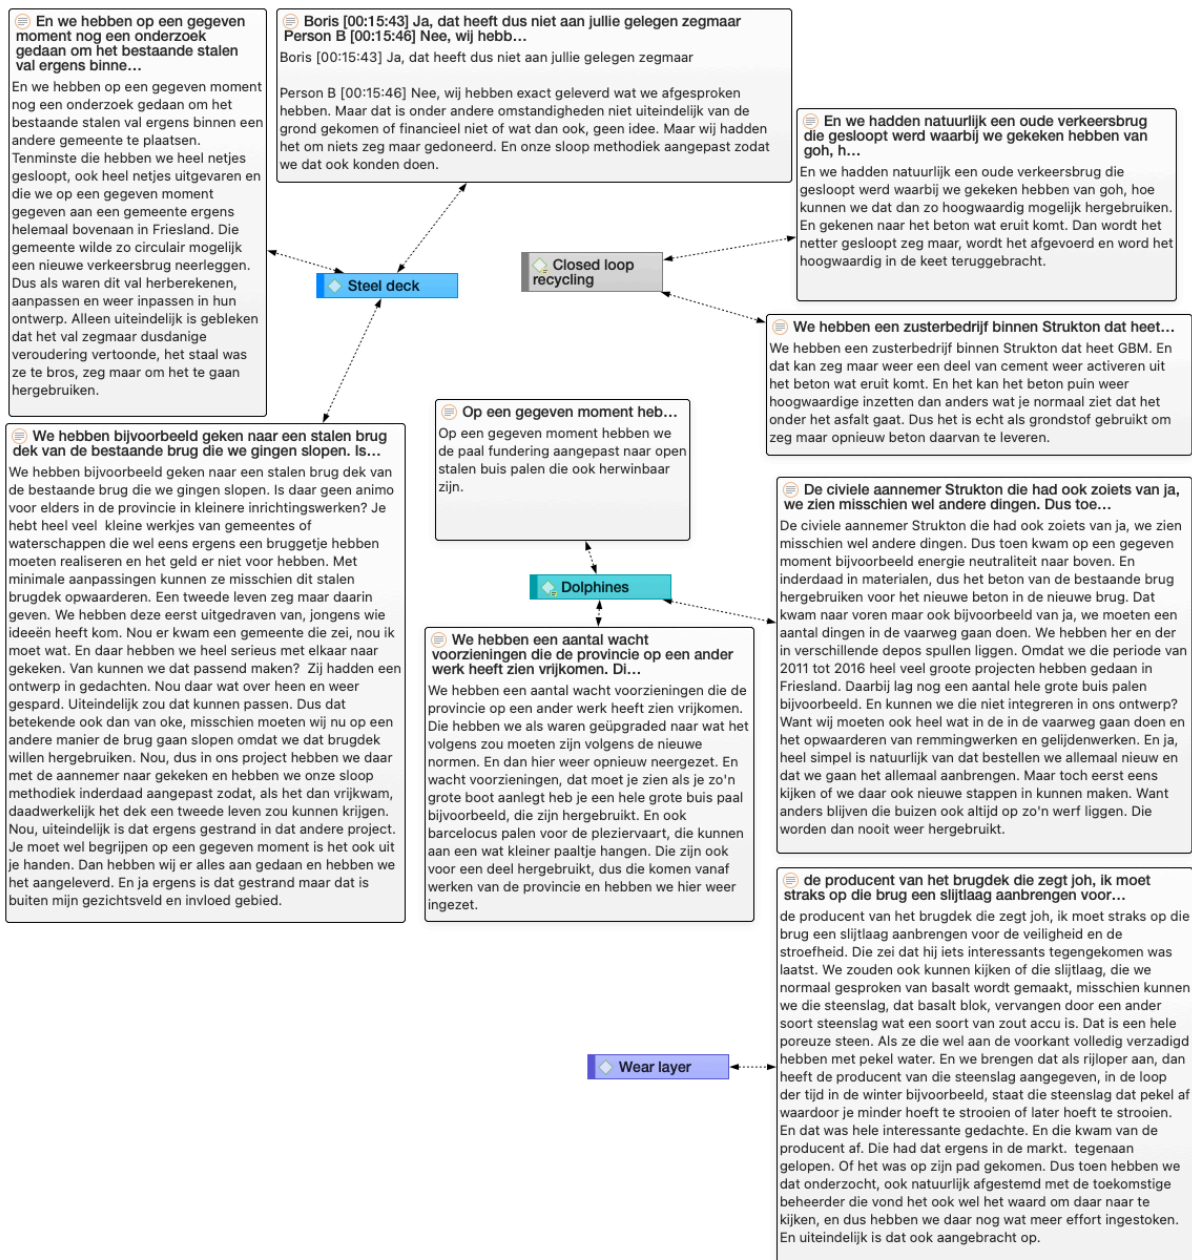 En we hebben op een gegeven
moment nog een onderzoek
gedaan om het bestaande stalen
val ergens binne…
En we hebben op een gegeven moment
nog een onderzoek gedaan om het
bestaande stalen val ergens binnen een
andere gemeente te plaatsen.
Tenminste die hebben we heel netjes
gesloopt, ook heel netjes uitgevaren en
die we op een gegeven moment
gegeven aan een gemeente ergens
helemaal bovenaan in Friesland. Die
gemeente wilde zo circulair mogelijk
een nieuwe verkeersbrug neerleggen.
Dus als waren dit val herberekenen,
aanpassen en weer inpassen in hun
ontwerp. Alleen uiteindelijk is gebleken
dat het val zegmaar dusdanige
veroudering vertoonde, het staal was
ze te bros, zeg maar om het te gaan
hergebruiken.
Boris [00:15:43] Ja, dat heeft dus niet aan jullie gelegen zegmaar
Person B [00:15:46] Nee, wij hebb…
Boris [00:15:43] Ja, dat heeft dus niet aan jullie gelegen zegmaar
Person B [00:15:46] Nee, wij hebben exact geleverd wat we afgesproken
hebben. Maar dat is onder andere omstandigheden niet uiteindelijk van de
grond gekomen of financieel niet of wat dan ook, geen idee. Maar wij hadden
het om niets zeg maar gedoneerd. En onze sloop methodiek aangepast zodat
we dat ook konden doen.
En we hadden natuurlijk een oude verkeersbrug
die gesloopt werd waarbij we gekeken hebben van
goh, h…
En we hadden natuurlijk een oude verkeersbrug die
gesloopt werd waarbij we gekeken hebben van goh, hoe
kunnen we dat dan zo hoogwaardig mogelijk hergebruiken.
En gekenen naar het beton wat eruit komt. Dan wordt het
netter gesloopt zeg maar, wordt het afgevoerd en word het
hoogwaardig in de keet teruggebracht.
Steel deck
Closed loop
recycling
We hebben een zusterbedrijf binnen Strukton dat heet…
We hebben een zusterbedrijf binnen Strukton dat heet GBM. En
dat kan zeg maar weer een deel van cement weer activeren uit
het beton wat eruit komt. En het kan het beton puin weer
hoogwaardige inzetten dan anders wat je normaal ziet dat het
onder het asfalt gaat. Dus het is echt als grondstof gebruikt om
zeg maar opnieuw beton daarvan te leveren.
We hebben bijvoorbeeld geken naar een stalen brug
dek van de bestaande brug die we gingen slopen. Is…
We hebben bijvoorbeeld geken naar een stalen brug dek van
de bestaande brug die we gingen slopen. Is daar geen animo
voor elders in de provincie in kleinere inrichtingswerken? Je
hebt heel veel  kleine werkjes van gemeentes of
waterschappen die wel eens ergens een bruggetje hebben
moeten realiseren en het geld er niet voor hebben. Met
minimale aanpassingen kunnen ze misschien dit stalen
brugdek opwaarderen. Een tweede leven zeg maar daarin
geven. We hebben deze eerst uitgedraven van, jongens wie
ideeën heeft kom. Nou er kwam een gemeente die zei, nou ik
moet wat. En daar hebben we heel serieus met elkaar naar
gekeken. Van kunnen we dat passend maken?  Zij hadden een
ontwerp in gedachten. Nou daar wat over heen en weer
gespard. Uiteindelijk zou dat kunnen passen. Dus dat
betekende ook dan van oke, misschien moeten wij nu op een
andere manier de brug gaan slopen omdat we dat brugdek
willen hergebruiken. Nou, dus in ons project hebben we daar
met de aannemer naar gekeken en hebben we onze sloop
methodiek inderdaad aangepast zodat, als het dan vrijkwam,
daadwerkelijk het dek een tweede leven zou kunnen krijgen.
Nou, uiteindelijk is dat ergens gestrand in dat andere project.
Je moet wel begrijpen op een gegeven moment is het ook uit
je handen. Dan hebben wij er alles aan gedaan en hebben we
het aangeleverd. En ja ergens is dat gestrand maar dat is
buiten mijn gezichtsveld en invloed gebied.
Op een gegeven moment heb…
Op een gegeven moment hebben we
de paal fundering aangepast naar open
stalen buis palen die ook herwinbaar
zijn.
Dolphines
We hebben een aantal wacht
voorzieningen die de provincie op een ander
werk heeft zien vrijkomen. Di…
We hebben een aantal wacht voorzieningen die de
provincie op een ander werk heeft zien vrijkomen.
Die hebben we als waren geüpgraded naar wat het
volgens zou moeten zijn volgens de nieuwe
normen. En dan hier weer opnieuw neergezet. En
wacht voorzieningen, dat moet je zien als je zo'n
grote boot aanlegt heb je een hele grote buis paal
bijvoorbeeld, die zijn hergebruikt. En ook
barcelocus palen voor de pleziervaart, die kunnen
aan een wat kleiner paaltje hangen. Die zijn ook
voor een deel hergebruikt, dus die komen vanaf
werken van de provincie en hebben we hier weer
ingezet.
De civiele aannemer Strukton die had ook zoiets van ja,
we zien misschien wel andere dingen. Dus toe…
De civiele aannemer Strukton die had ook zoiets van ja, we zien
misschien wel andere dingen. Dus toen kwam op een gegeven
moment bijvoorbeeld energie neutraliteit naar boven. En
inderdaad in materialen, dus het beton van de bestaande brug
hergebruiken voor het nieuwe beton in de nieuwe brug. Dat
kwam naar voren maar ook bijvoorbeeld van ja, we moeten een
aantal dingen in de vaarweg gaan doen. We hebben her en der
in verschillende depos spullen liggen. Omdat we die periode van
2011 tot 2016 heel veel groote projecten hebben gedaan in
Friesland. Daarbij lag nog een aantal hele grote buis palen
bijvoorbeeld. En kunnen we die niet integreren in ons ontwerp?
Want wij moeten ook heel wat in de in de vaarweg gaan doen en
het opwaarderen van remmingwerken en gelijdenwerken. En ja,
heel simpel is natuurlijk van dat bestellen we allemaal nieuw en
dat we gaan het allemaal aanbrengen. Maar toch eerst eens
kijken of we daar ook nieuwe stappen in kunnen maken. Want
anders blijven die buizen ook altijd op zo'n werf liggen. Die
worden dan nooit weer hergebruikt.
de producent van het brugdek die zegt joh, ik moet
straks op die brug een slijtlaag aanbrengen voor…
de producent van het brugdek die zegt joh, ik moet straks op die
brug een slijtlaag aanbrengen voor de veiligheid en de
stroefheid. Die zei dat hij iets interessants tegengekomen was
laatst. We zouden ook kunnen kijken of die slijtlaag, die we
normaal gesproken van basalt wordt gemaakt, misschien kunnen
we die steenslag, dat basalt blok, vervangen door een ander
soort steenslag wat een soort van zout accu is. Dat is een hele
poreuze steen. Als ze die wel aan de voorkant volledig verzadigd
hebben met pekel water. En we brengen dat als rijloper aan, dan
heeft de producent van die steenslag aangegeven, in de loop
der tijd in de winter bijvoorbeeld, staat die steenslag dat pekel af
waardoor je minder hoeft te strooien of later hoeft te strooien.
En dat was hele interessante gedachte. En die kwam van de
producent af. Die had dat ergens in de markt.  tegenaan
gelopen. Of het was op zijn pad gekomen. Dus toen hebben we
dat onderzocht, ook natuurlijk afgestemd met de toekomstige
beheerder die vond het ook wel het waard om daar naar te
kijken, en dus hebben we daar nog wat meer effort ingestoken.
En uiteindelijk is dat ook aangebracht op.
Wear layer